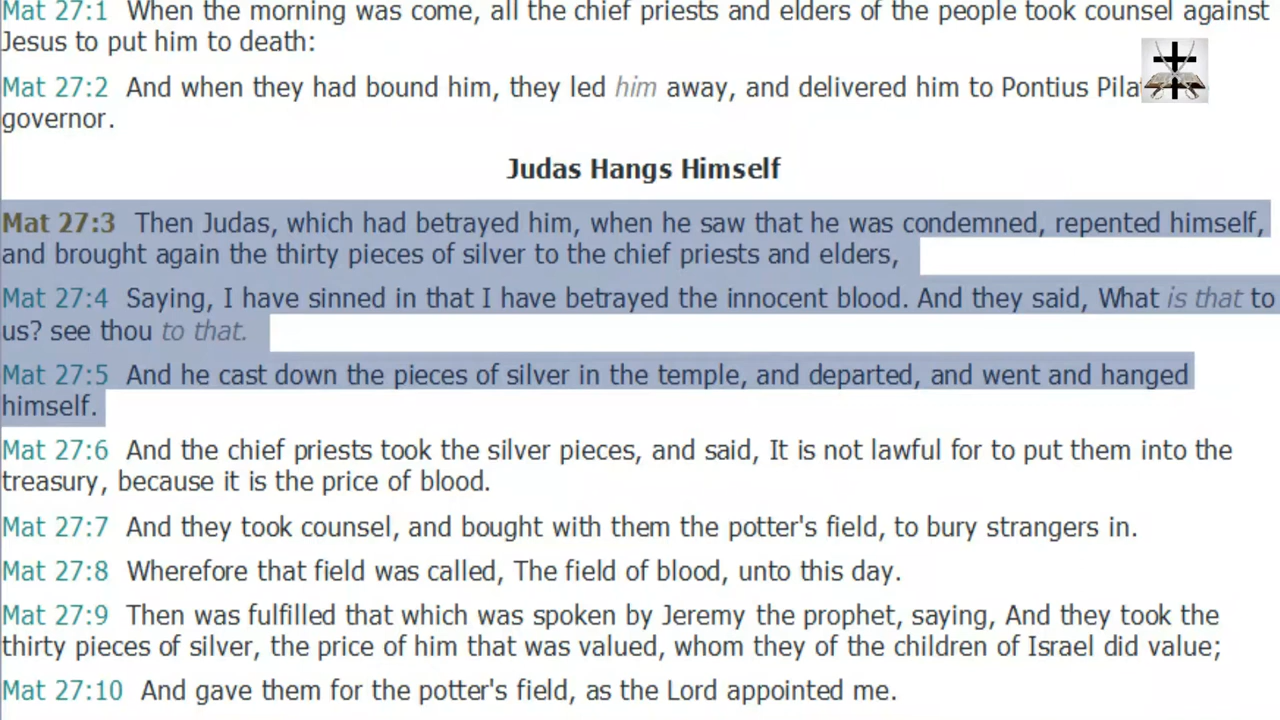 Mat 27:1 When the morning was come, all the chief priests and elders of the people took counsel against
Jesus to put him to death:
Mat 27:2 And when they had bound him, they led him away, and delivered him to Pontius
governor.
Judas Hangs Himself
Mat 27:3 Then Judas, which had betrayed him, when he saw that he was condemned, repented himself,
and brought again the thirty pieces of silver to the chief priests and elders,
Mat 27:4 Saying, I have sinned in that I have betrayed the innocent blood. And they said, What is that to
us? see thou to that.
Mat 27:5 And he cast down the pieces of silver in the temple, and departed, and went and hanged
himself.
Mat 27:6 And the chief priests took the silver pieces, and said, It is not lawful for to put them into the
treasury, because it is the price of blood.
Mat 27:7 And they took counsel, and bought with them the potter's field, to bury strangers in.
Mat 27:8 Wherefore that field was called, The field of blood, unto this day.
Mat 27:9 Then was fulfilled that which was spoken by Jeremy the prophet, saying, And they took the
thirty pieces of silver, the price of him that was valued, whom they of the children of Israel did value;
Mat 27:10 And gave them for the potter's field, as the Lord appointed me.